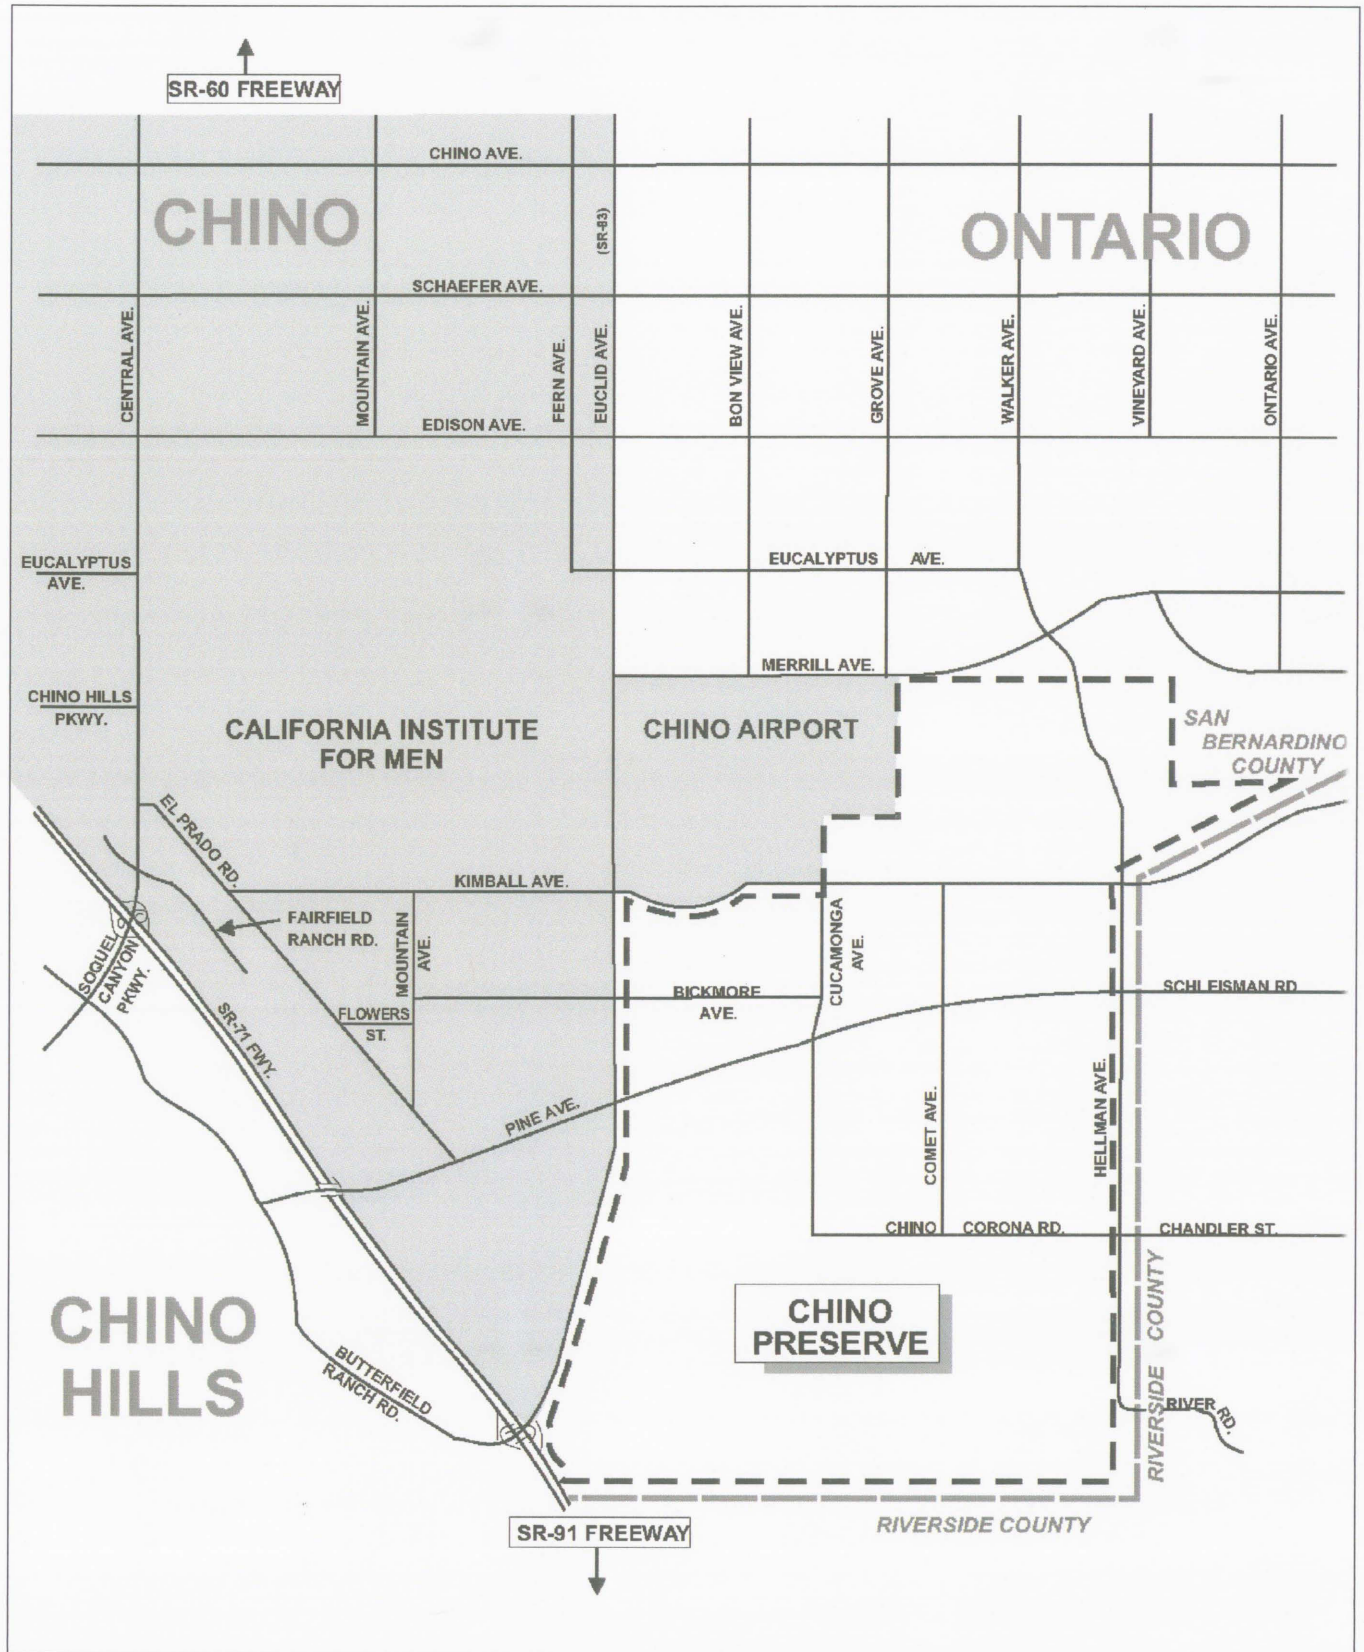 SR-60 FREEWAY
CHINO AVE.
CHINO
(SR-83)
ONTARIO
SCHAEFER AVE.
CENTRAL AVE.
MOUNTAIN AVE.
FERN AVE.
EUCLID AVE.
BON VIEW AVE.
GROVE AVE.
WALKER AVE.
VINEYARD AVE.
ONTARIO AVE.
EDISON AVE.
EUCALYPTUS
AVE.
EUCALYPTUS AVE.
MERRILL AVE.
CHINO HILLS
PKWY.
CALIFORNIA INSTITUTE
FOR MEN
CHINO AIRPORT
SAN
BERNARDINO
COUNTY
EL PRADO RD.
KIMBALL AVE.
FAIRFIELD
RANCH RD.
MOUNTAIN
AVE.
CUCAMONGA
AVE.
SOQUEL
CANYON
PKWY.
BICKMORE
AVE.
SCHLEISMAN RD
FLOWERS
ST.
SR-71 FWY.
PINE AVE.
COMET AVE.
HELLMAN AVE.
CHINO CORONA RD.
CHANDLER ST.
CHINO
HILLS
CHINO
PRESERVE
BUTTERFIELD
RANCH RD.
RIVERSIDE COUNTY
RIVER RD.
SR-91 FREEWAY
RIVERSIDE COUNTY